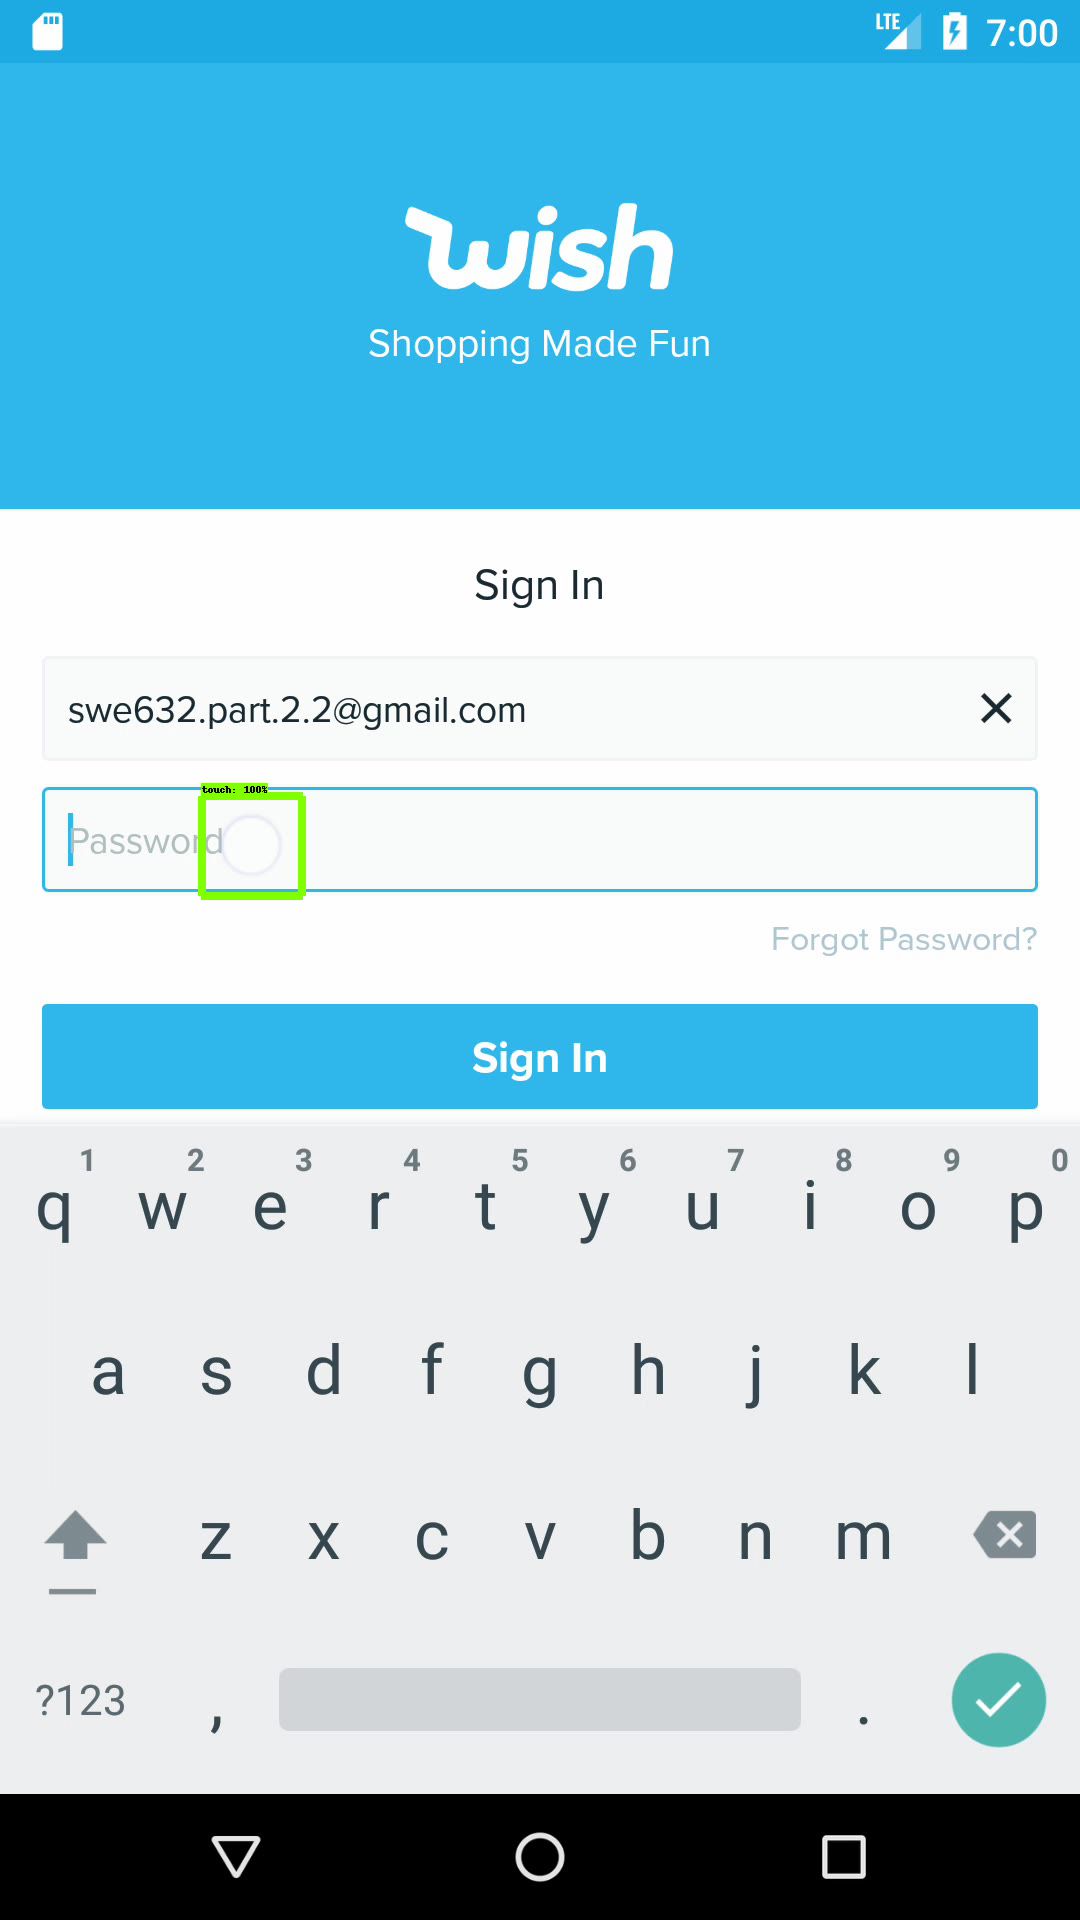 LTE 7:00
wish
Shopping Made Fun
Sign In
swe632.part.2.2@gmail.com
touch: 100%
Password
Forgot Password?
Sign In
1 2 3 4 5 6 7 8 9 0
q w e r t y u i o p
a s d f g h j k l
z x c v b n m
?123 , .